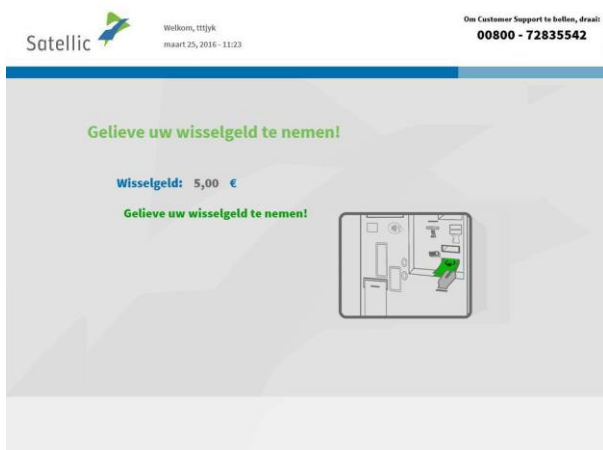 Satellic
Welkom, tttjyk
maart 25, 2016 - 11:23
Om Customer Support te bellen, draai:
00800 - 72835542
Gelieve uw wisselgeld te nemen!
Wisselgeld: 5,00 €
Gelieve uw wisselgeld te nemen!